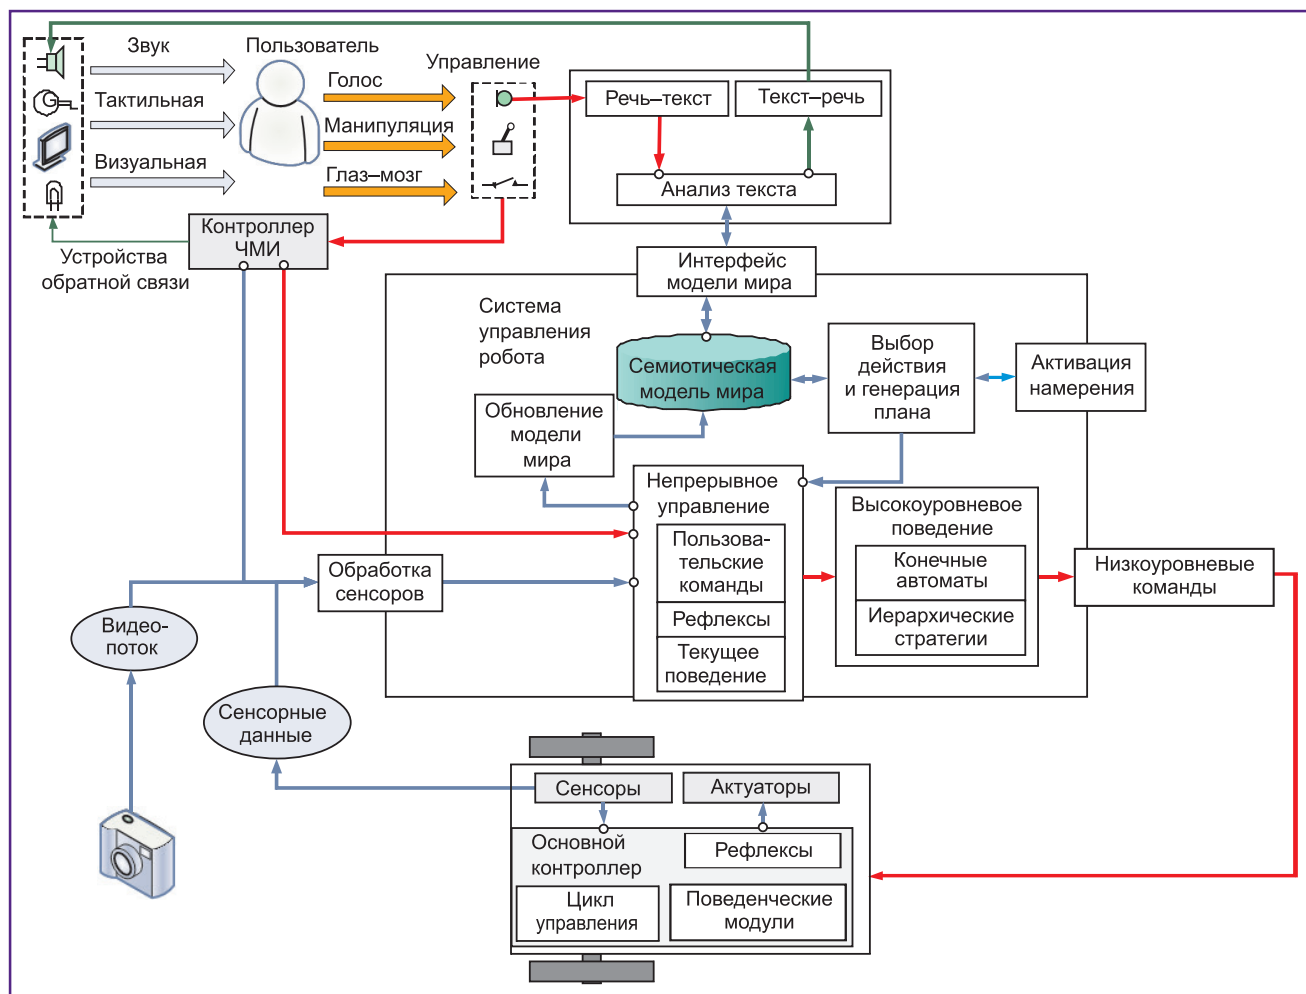 Звук
Пользователь
Управление
Голос
Тактильная
Манипуляция
Визуальная
Глаз–мозг
Речь–текст
Текст–речь
Анализ текста
Контроллер
ЧМИ
Устройства
обратной связи
Интерфейс
модели мира
Система
управления
робота
Семиотическая
модель мира
Выбор
действия
и генерация
плана
Активация
намерения
Обновление
модели
мира
Непрерывное
управление
Пользова-
тельские
команды
Рефлексы
Текущее
поведение
Высокоуровневое
поведение
Конечные
автоматы
Иерархические
стратегии
Низкоуровневые
команды
Обработка
сенсоров
Видео-
поток
Сенсорные
данные
Сенсоры
Актуаторы
Основной
контроллер
Рефлексы
Цикл
управления
Поведенческие
модули